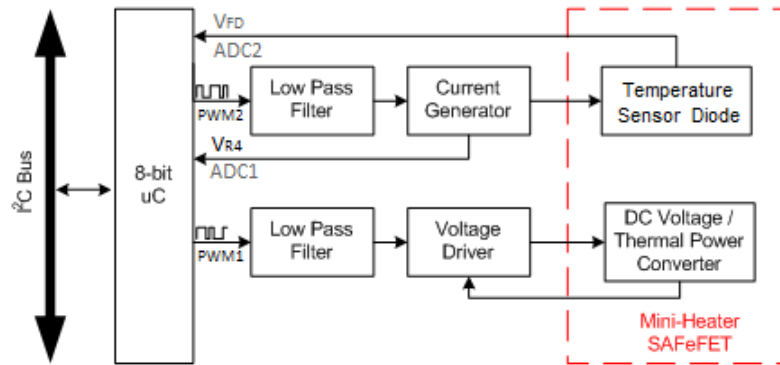 I²C Bus
8-bit
uC
VFD
ADC2
PWM2
Low Pass
Filter
Current
Generator
Temperature
Sensor Diode
VR4
ADC1
PWM1
Low Pass
Filter
Voltage
Driver
DC Voltage /
Thermal Power
Converter
Mini-Heater
SAFeFET